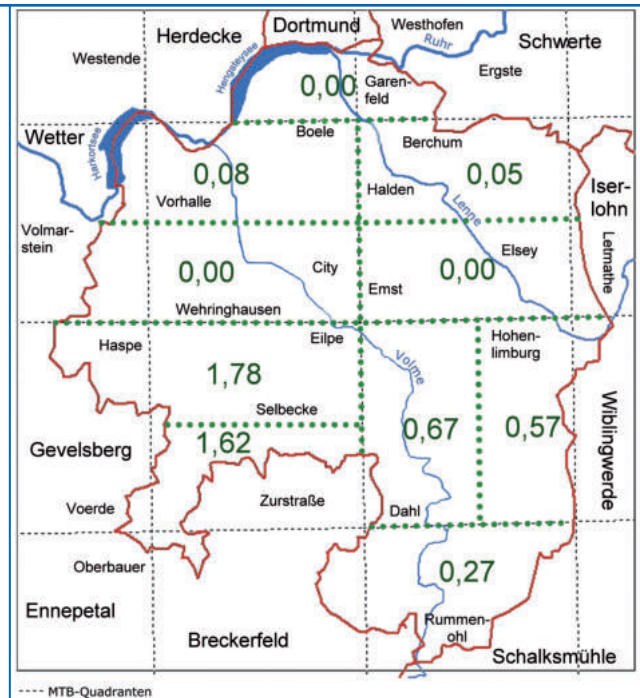 Herdecke
Dortmund
Westhofen
Schwerte
Westende
Hengsteysee
Ruhr
Garen-
feld
Ergste
0,00
Wetter
Harkortsee
Boele
Berchum
0,08
0,05
Iser-
lohn
Vorhalle
Halden
Lenne
Volmar-
stein
Elsey
Letmathe
0,00
City
0,00
Emst
Wehringhausen
Haspe
Eilpe
Hohen-
limburg
Volme
1,78
Selbecke
0,67
0,57
Wiblingwerde
Gevelsberg
1,62
Voerde
Zurstraße
Dahl
Oberbauer
0,27
Ennepetal
Rummen-
ohl
Breckerfeld
Schalksmühle
---- MTB-Quadranten